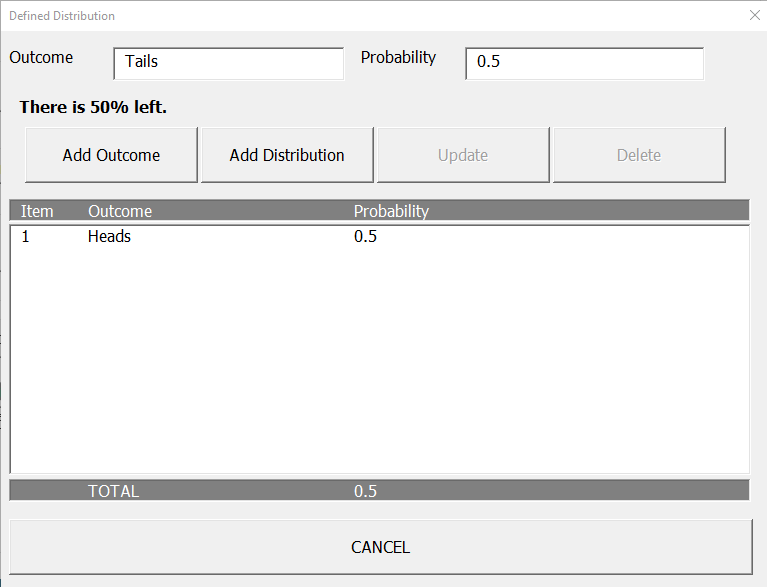 Defined Distribution
Outcome Tails Probability 0.5
There is 50% left.
Add Outcome Add Distribution Update Delete
Item Outcome Probability
1 Heads 0.5
TOTAL 0.5
CANCEL